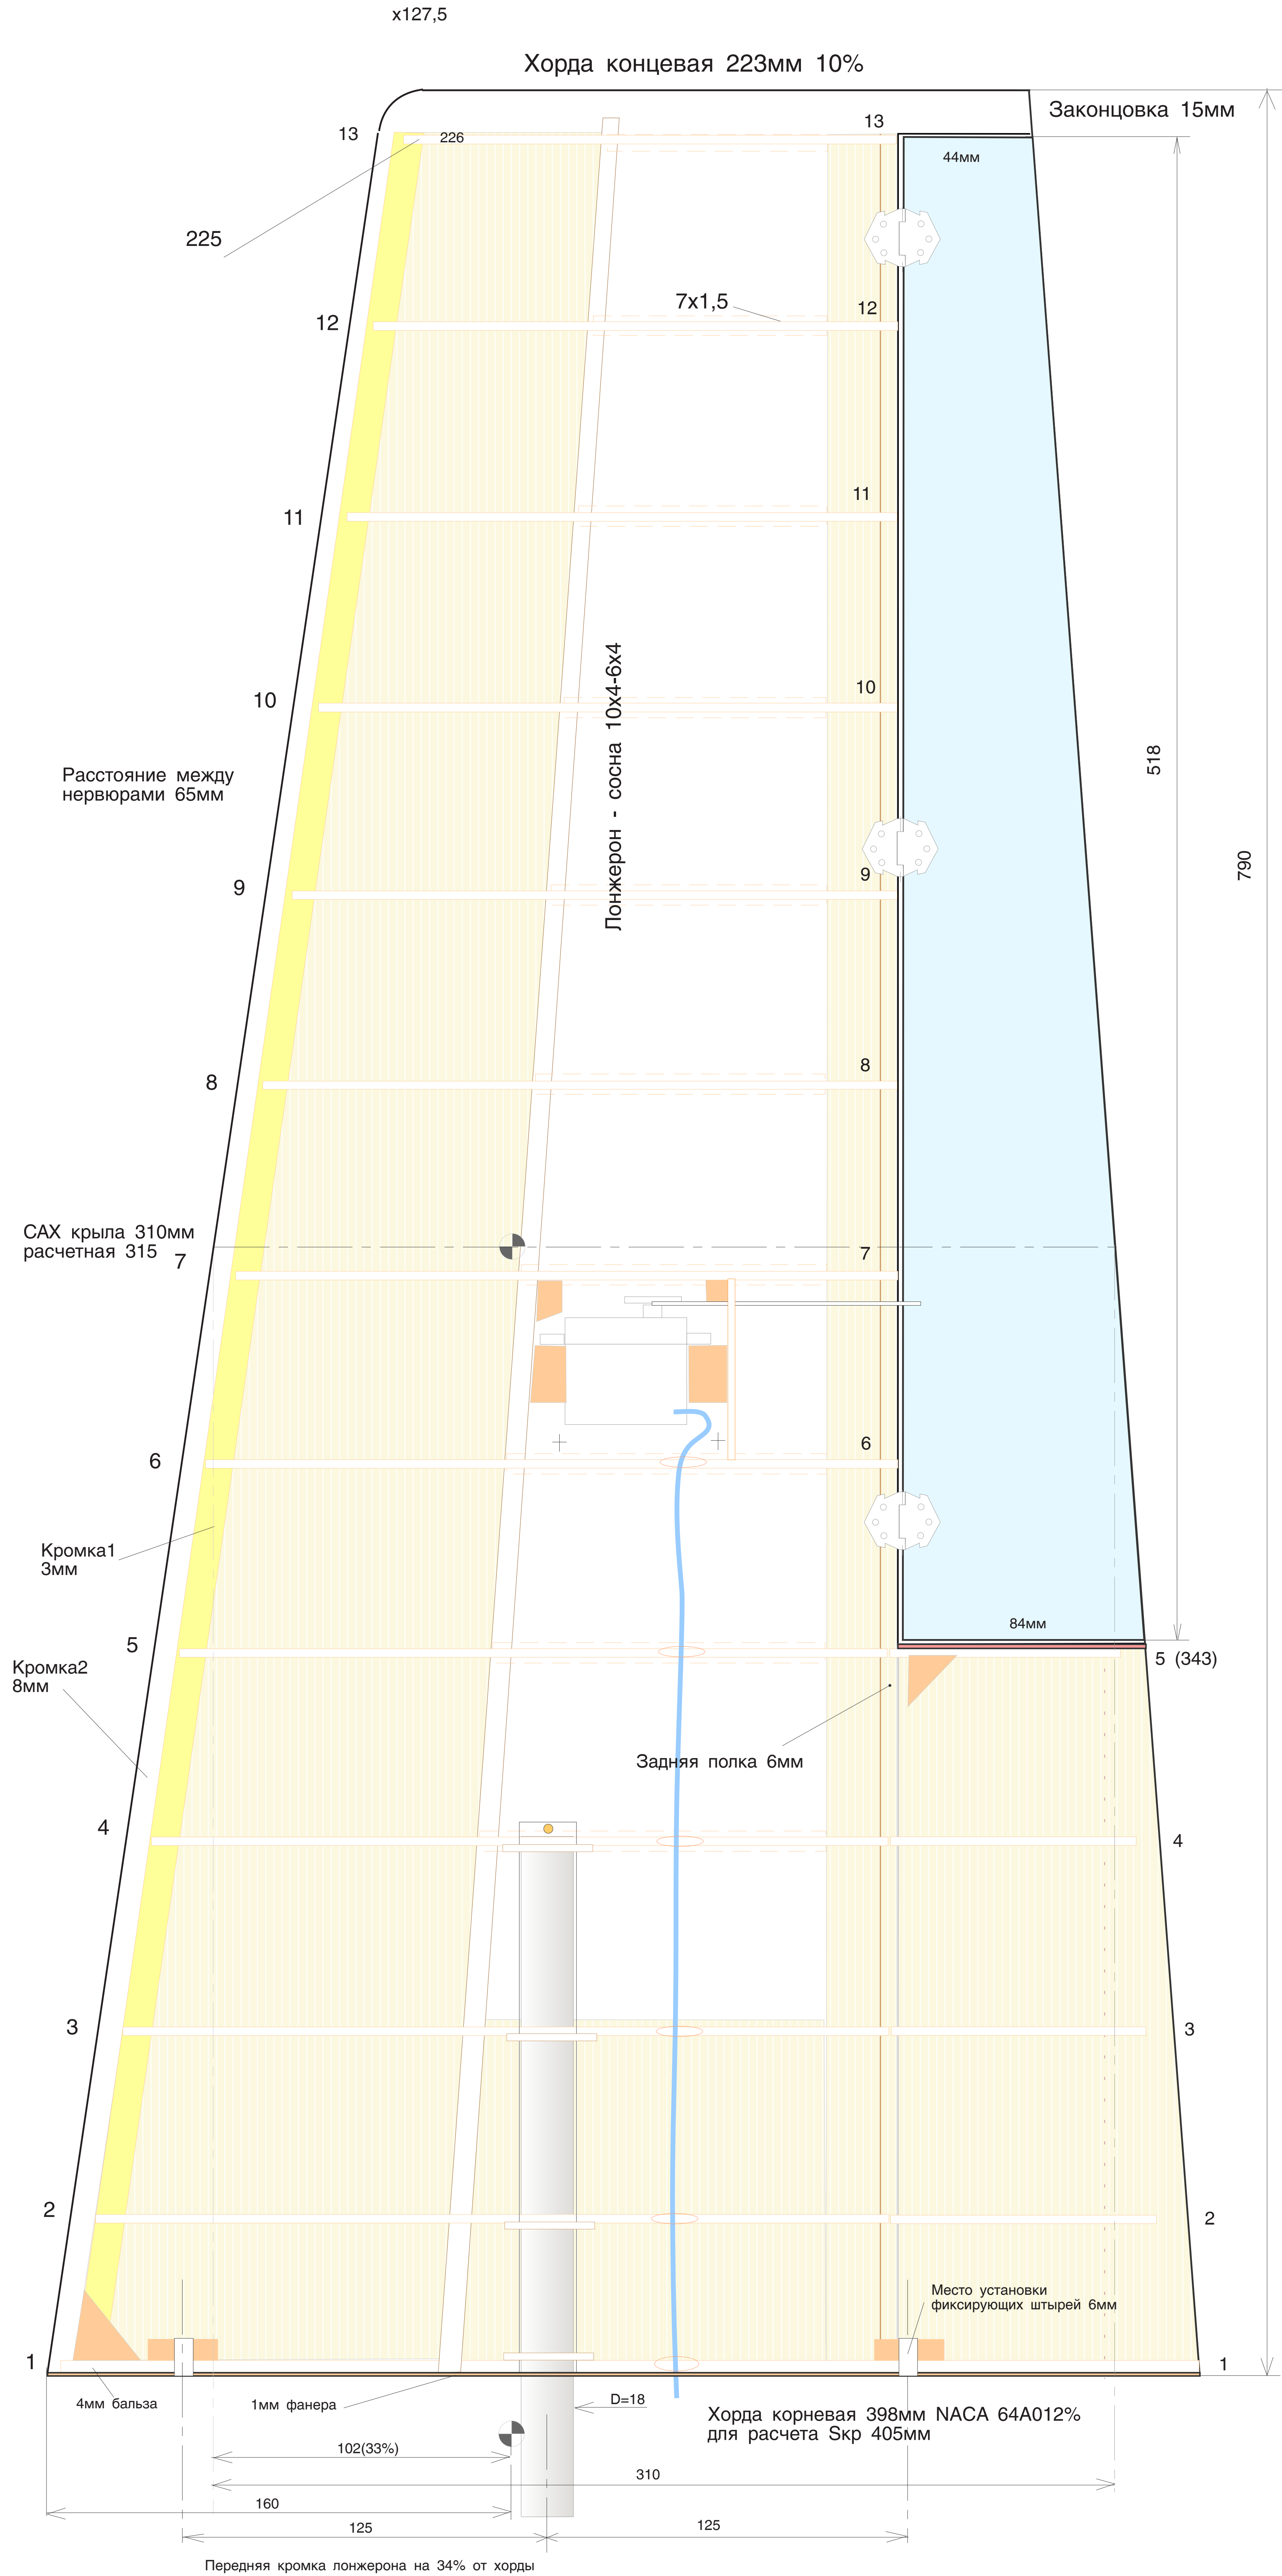 x127,5
Хорда концевая 223мм 10%
Законцовка 15мм
13
226
13
44мм
225
12
7x1,5
12
11
11
10
10
Лонжерон - сосна 10x4-6x4
518
Расстояние между
нервюрами 65мм
790
9
9
8
8
САХ крыла 310мм
расчетная 315
7
7
6
6
Кромка1
3мм
84мм
5
5 (343)
Кромка2
8мм
Задняя полка 6мм
4
4
3
3
2
2
Место установки
фиксирующих штырей 6мм
1
1
4мм бальза
1мм фанера
D=18
Хорда корневая 398мм NACA 64A012%
для расчета Sкр 405мм
102(33%)
310
160
125
125
Передняя кромка лонжерона на 34% от хорды